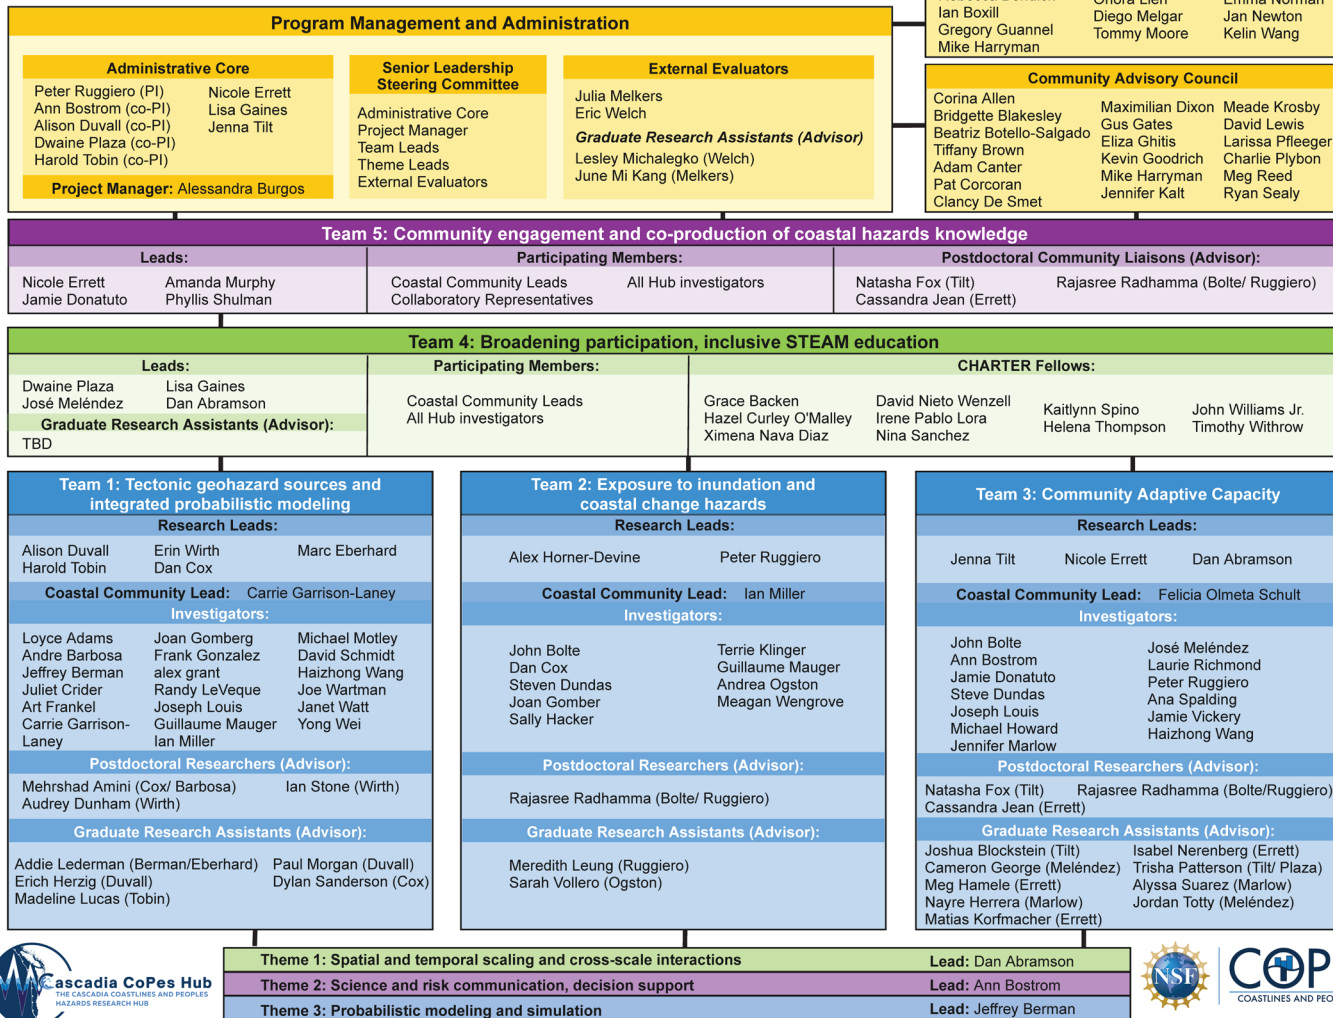 Program Management and Administration
Administrative Core
Peter Ruggiero (PI)
Ann Bostrom (co-PI)
Alison Duvall (co-PI)
Dwaine Plaza (co-PI)
Harold Tobin (co-PI)
Nicole Errett
Lisa Gaines
Jenna Tilt
Project Manager: Alessandra Burgos
Senior Leadership
Steering Committee
Administrative Core
Project Manager
Team Leads
Theme Leads
External Evaluators
External Evaluators
Julia Melkers
Eric Welch
Graduate Research Assistants (Advisor)
Lesley Michalegko (Welch)
June Mi Kang (Melkers)
Ian Boxill
Gregory Guannel
Mike Harryman
Diego Melgar
Tommy Moore
Emma Norman
Jan Newton
Kelin Wang
Community Advisory Council
Corina Allen
Bridgette Blakesley
Beatriz Botello-Salgado
Tiffany Brown
Adam Canter
Pat Corcoran
Clancy De Smet
Maximilian Dixon
Gus Gates
Eliza Ghitis
Kevin Goodrich
Mike Harryman
Jennifer Kalt
Meade Krosby
David Lewis
Larissa Pfleeger
Charlie Plybon
Meg Reed
Ryan Sealy
Team 5: Community engagement and co-production of coastal hazards knowledge
Leads:
Nicole Errett
Jamie Donatuto
Amanda Murphy
Phyllis Shulman
Participating Members:
Coastal Community Leads
Collaboratory Representatives
All Hub investigators
Postdoctoral Community Liaisons (Advisor):
Natasha Fox (Tilt)
Cassandra Jean (Errett)
Rajasree Radhamma (Bolte/ Ruggiero)
Team 4: Broadening participation, inclusive STEAM education
Leads:
Dwaine Plaza
José Meléndez
Lisa Gaines
Dan Abramson
Graduate Research Assistants (Advisor):
TBD
Participating Members:
Coastal Community Leads
All Hub investigators
CHARTER Fellows:
Grace Backen
Hazel Curley O'Malley
Ximena Nava Diaz
David Nieto Wenzell
Irene Pablo Lora
Nina Sanchez
Kaitlynn Spino
Helena Thompson
John Williams Jr.
Timothy Withrow
Team 1: Tectonic geohazard sources and
integrated probabilistic modeling
Research Leads:
Alison Duvall
Harold Tobin
Erin Wirth
Dan Cox
Marc Eberhard
Coastal Community Lead: Carrie Garrison-Laney
Investigators:
Loyce Adams
Andre Barbosa
Jeffrey Berman
Juliet Crider
Art Frankel
Carrie Garrison-
Laney
Joan Gomberg
Frank Gonzalez
alex grant
Randy LeVeque
Joseph Louis
Guillaume Mauger
Ian Miller
Michael Motley
David Schmidt
Haizhong Wang
Joe Wartman
Janet Watt
Yong Wei
Postdoctoral Researchers (Advisor):
Mehrshad Amini (Cox/ Barbosa)
Audrey Dunham (Wirth)
Ian Stone (Wirth)
Graduate Research Assistants (Advisor):
Addie Lederman (Berman/Eberhard)
Erich Herzig (Duvall)
Madeline Lucas (Tobin)
Paul Morgan (Duvall)
Dylan Sanderson (Cox)
Team 2: Exposure to inundation and
coastal change hazards
Research Leads:
Alex Horner-Devine
Peter Ruggiero
Coastal Community Lead: Ian Miller
Investigators:
John Bolte
Dan Cox
Steven Dundas
Joan Gomber
Sally Hacker
Terrie Klinger
Guillaume Mauger
Andrea Ogston
Meagan Wengrove
Postdoctoral Researchers (Advisor):
Rajasree Radhamma (Bolte/ Ruggiero)
Graduate Research Assistants (Advisor):
Meredith Leung (Ruggiero)
Sarah Vollero (Ogston)
Team 3: Community Adaptive Capacity
Research Leads:
Jenna Tilt
Nicole Errett
Dan Abramson
Coastal Community Lead: Felicia Olmeta Schult
Investigators:
John Bolte
Ann Bostrom
Jamie Donatuto
Steve Dundas
Joseph Louis
Michael Howard
Jennifer Marlow
José Meléndez
Laurie Richmond
Peter Ruggiero
Ana Spalding
Jamie Vickery
Haizhong Wang
Postdoctoral Researchers (Advisor):
Natasha Fox (Tilt)
Cassandra Jean (Errett)
Rajasree Radhamma (Bolte/Ruggiero)
Graduate Research Assistants (Advisor):
Joshua Blockstein (Tilt)
Cameron George (Meléndez)
Meg Hamele (Errett)
Nayre Herrera (Marlow)
Matias Korfmacher (Errett)
Isabel Nerenberg (Errett)
Trisha Patterson (Tilt/ Plaza)
Alyssa Suarez (Marlow)
Jordan Totty (Meléndez)
Theme 1: Spatial and temporal scaling and cross-scale interactions Lead: Dan Abramson
Theme 2: Science and risk communication, decision support Lead: Ann Bostrom
Theme 3: Probabilistic modeling and simulation Lead: Jeffrey Berman
Cascadia CoPes Hub
THE CASCADIA COASTLINES AND PEOPLES
HAZARDS RESEARCH HUB
NSF
COP
COASTLINES AND PEO